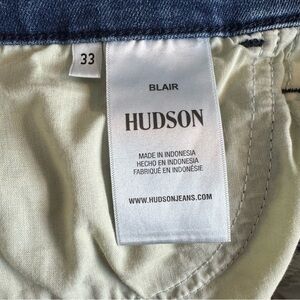 33
BLAIR
HUDSON
MADE IN INDONESIA
HECHO EN INDONESIA
FABRIQUÉ EN INDONÉSIE
WWW.HUDSONJEANS.COM